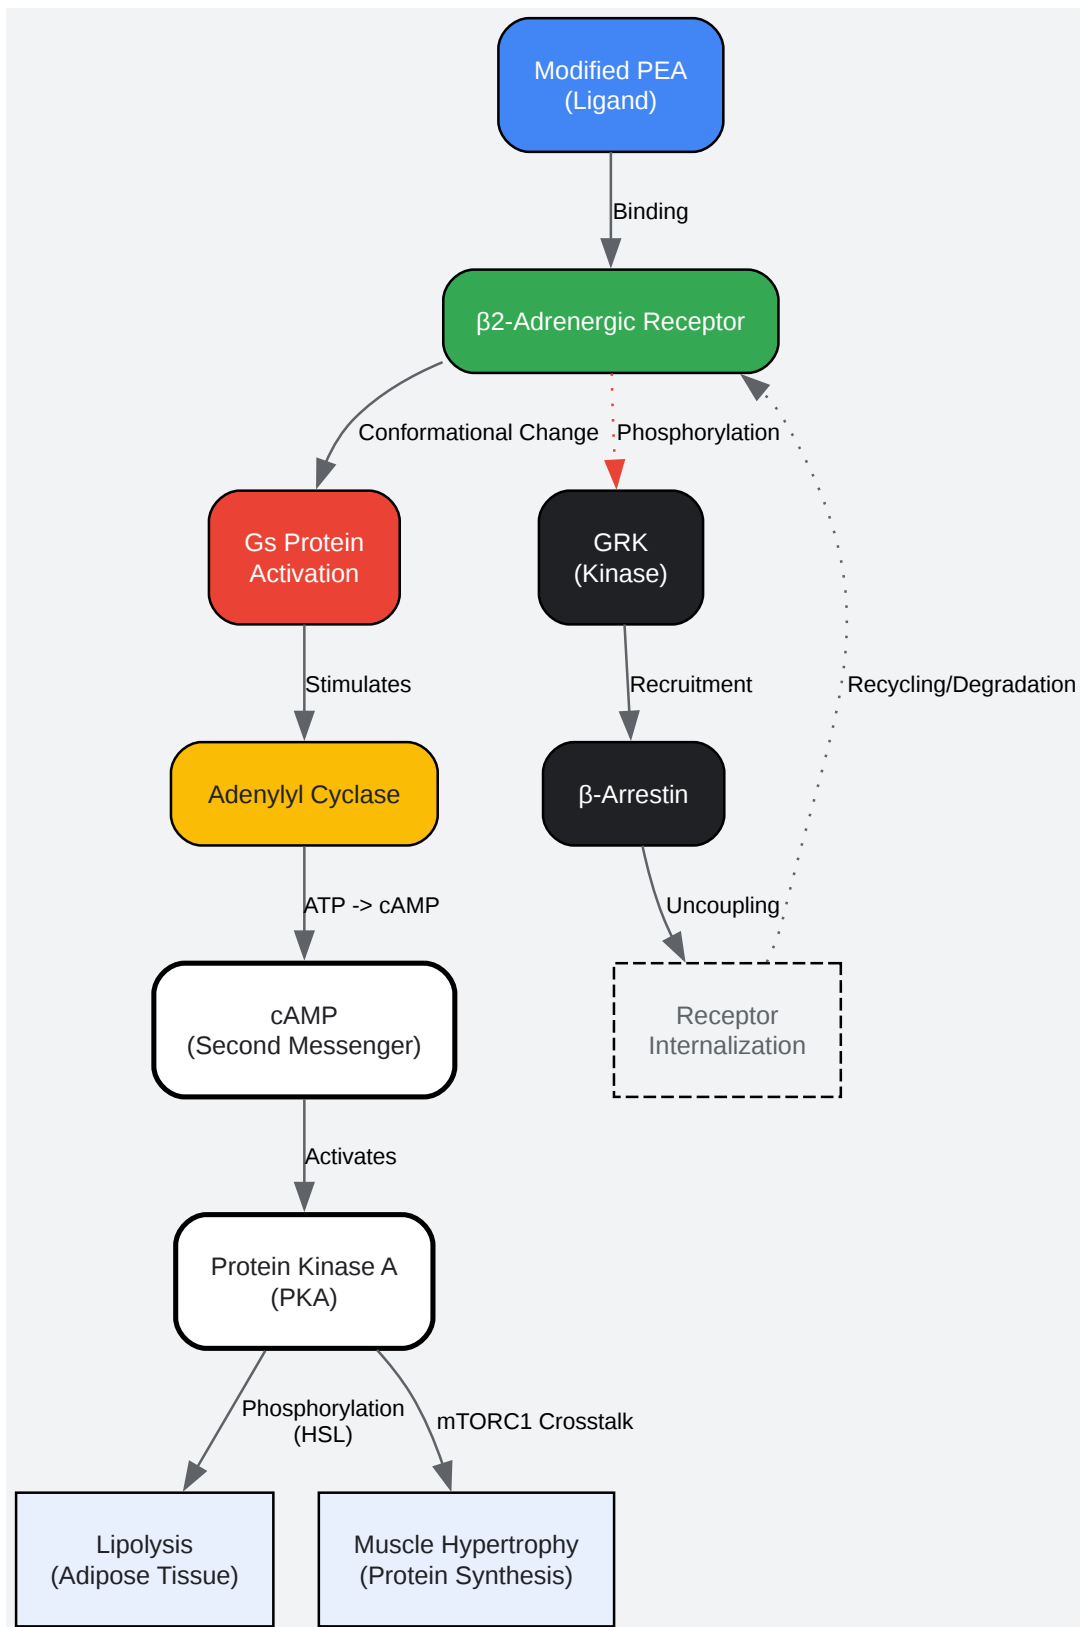 Modified PEA
(Ligand)
Binding
β2-Adrenergic Receptor
Conformational Change
Phosphorylation
Gs Protein
Activation
GRK
(Kinase)
Stimulates
Recruitment
Recycling/Degradation
Adenylyl Cyclase
β-Arrestin
ATP -> cAMP
Uncoupling
cAMP
(Second Messenger)
Receptor
Internalization
Activates
Protein Kinase A
(PKA)
Phosphorylation
(HSL)
mTORC1 Crosstalk
Lipolysis
(Adipose Tissue)
Muscle Hypertrophy
(Protein Synthesis)